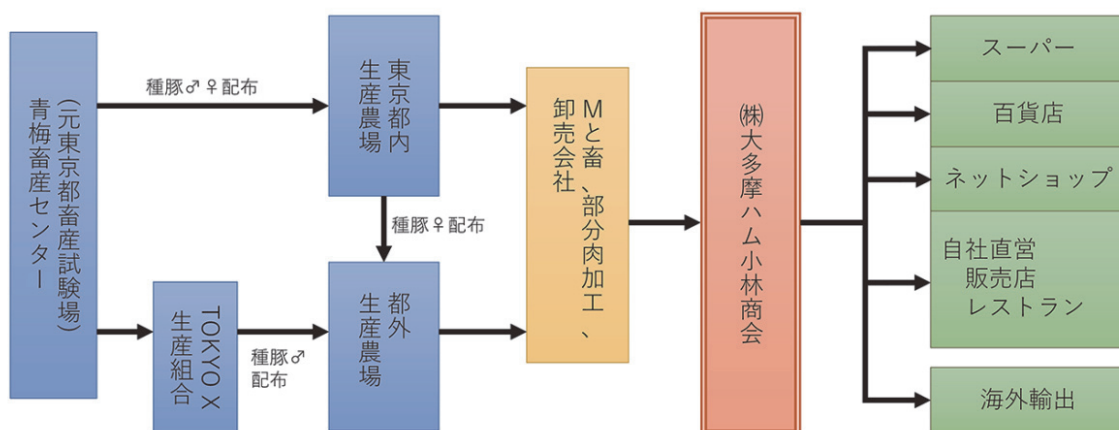 青梅畜産センター
(元東京都畜産試験場)
種豚♂♀配布
TOKYO X
生産組合
種豚♂
配布
東京都内
生産農場
種豚♀配布
都外
生産農場
Mと畜、部分肉加工、
卸売会社
㈱大多摩ハム小林商会
スーパー
百貨店
ネットショップ
自社直営
販売店
レストラン
海外輸出